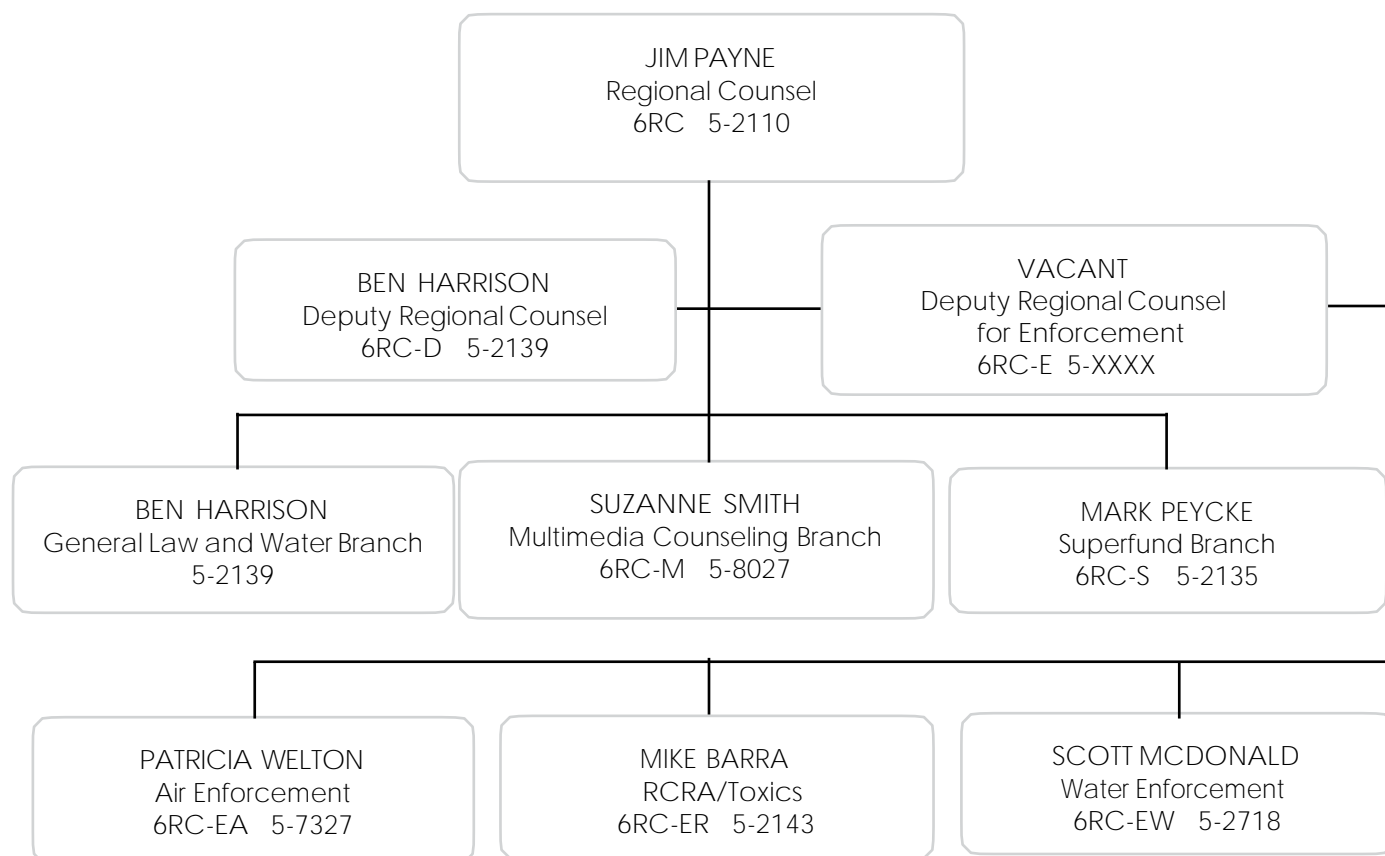 JIM PAYNE
Regional Counsel
6RC 5-2110
BEN HARRISON
Deputy Regional Counsel
6RC-D 5-2139
VACANT
Deputy Regional Counsel
for Enforcement
6RC-E 5-XXXX
BEN HARRISON
General Law and Water Branch
5-2139
SUZANNE SMITH
Multimedia Counseling Branch
6RC-M 5-8027
MARK PEYCKE
Superfund Branch
6RC-S 5-2135
PATRICIA WELTON
Air Enforcement
6RC-EA 5-7327
MIKE BARRA
RCRA/Toxics
6RC-ER 5-2143
SCOTT MCDONALD
Water Enforcement
6RC-EW 5-2718